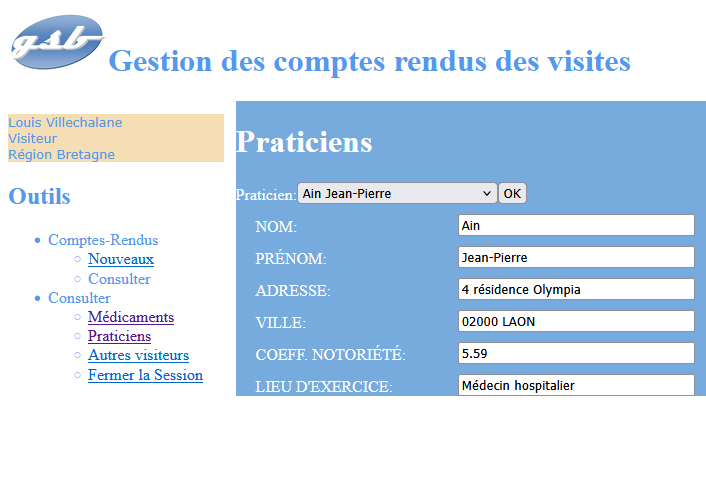 gsb
Gestion des comptes rendus des visites
Louis Villechalane
Visiteur
Région Bretagne
Outils
Comptes-Rendus
Nouveaux
Consulter
Consulter
Médicaments
Praticiens
Autres visiteurs
Fermer la Session
Praticiens
Praticien: Ain Jean-Pierre OK
NOM: Ain
PRÉNOM: Jean-Pierre
ADRESSE: 4 résidence Olympia
VILLE: 02000 LAON
COEFF. NOTORIÉTÉ: 5.59
LIEU D'EXERCICE: Médecin hospitalier